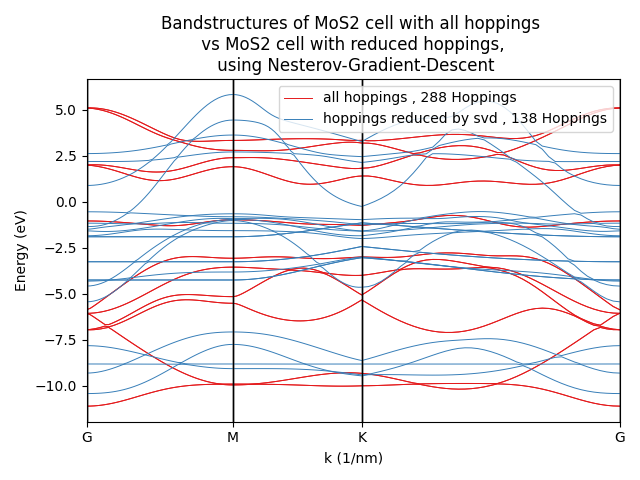 Bandstructures of MoS2 cell with all hoppings
vs MoS2 cell with reduced hoppings,
using Nesterov-Gradient-Descent
all hoppings , 288 Hoppings
hoppings reduced by svd , 138 Hoppings
Energy (eV)
5.0
2.5
0.0
−2.5
−5.0
−7.5
−10.0
G M K G
k (1/nm)